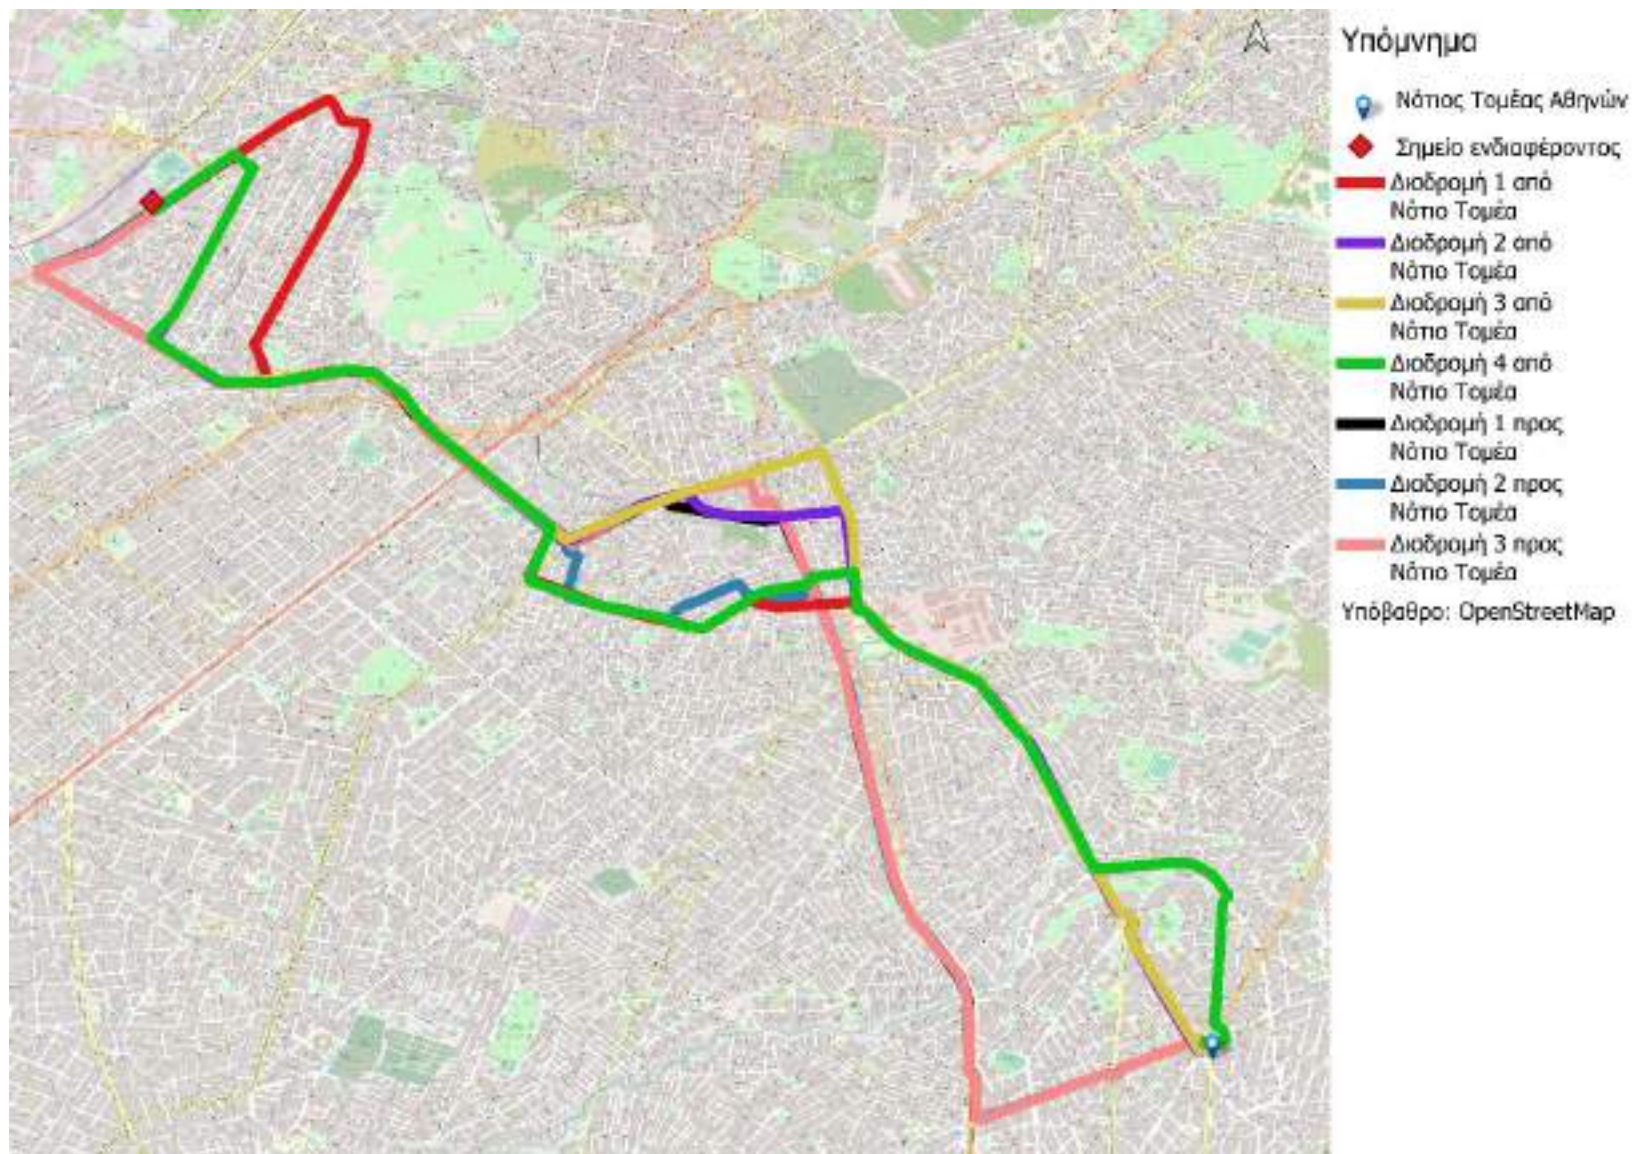 Υπόμνημα
Νότιος Τομέας Αθηνών
Σημείο ενδιαφέροντος
Διαδρομή 1 από
Νότιο Τομέα
Διαδρομή 2 από
Νότιο Τομέα
Διαδρομή 3 από
Νότιο Τομέα
Διαδρομή 4 από
Νότιο Τομέα
Διαδρομή 1 προς
Νότιο Τομέα
Διαδρομή 2 προς
Νότιο Τομέα
Διαδρομή 3 προς
Νότιο Τομέα
Υπόβαθρο: OpenStreetMap